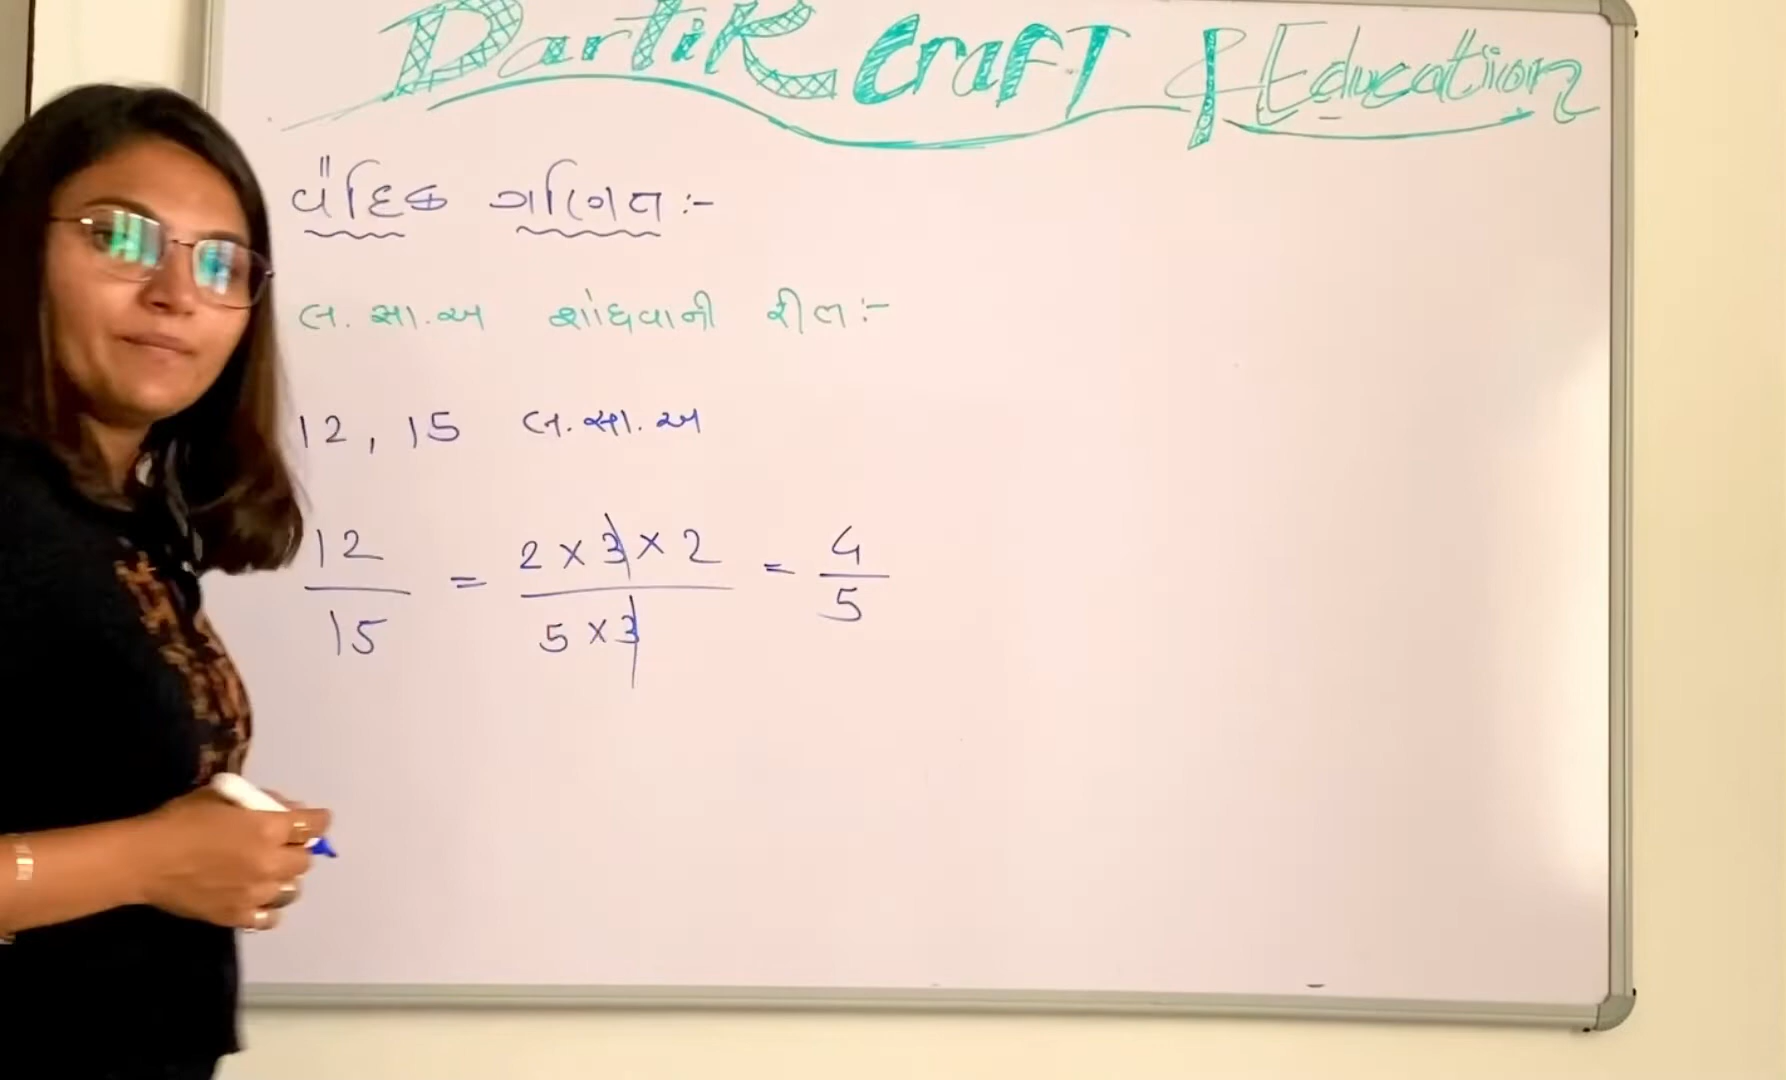 Dartik Craft & Education
વૈદિક ગણિત :-
લ. સા. અ શોધવાની રીત :-
12, 15 લ. સા. અ
12/15 = 2 x 3 x 2 / 5 x 3 = 4/5